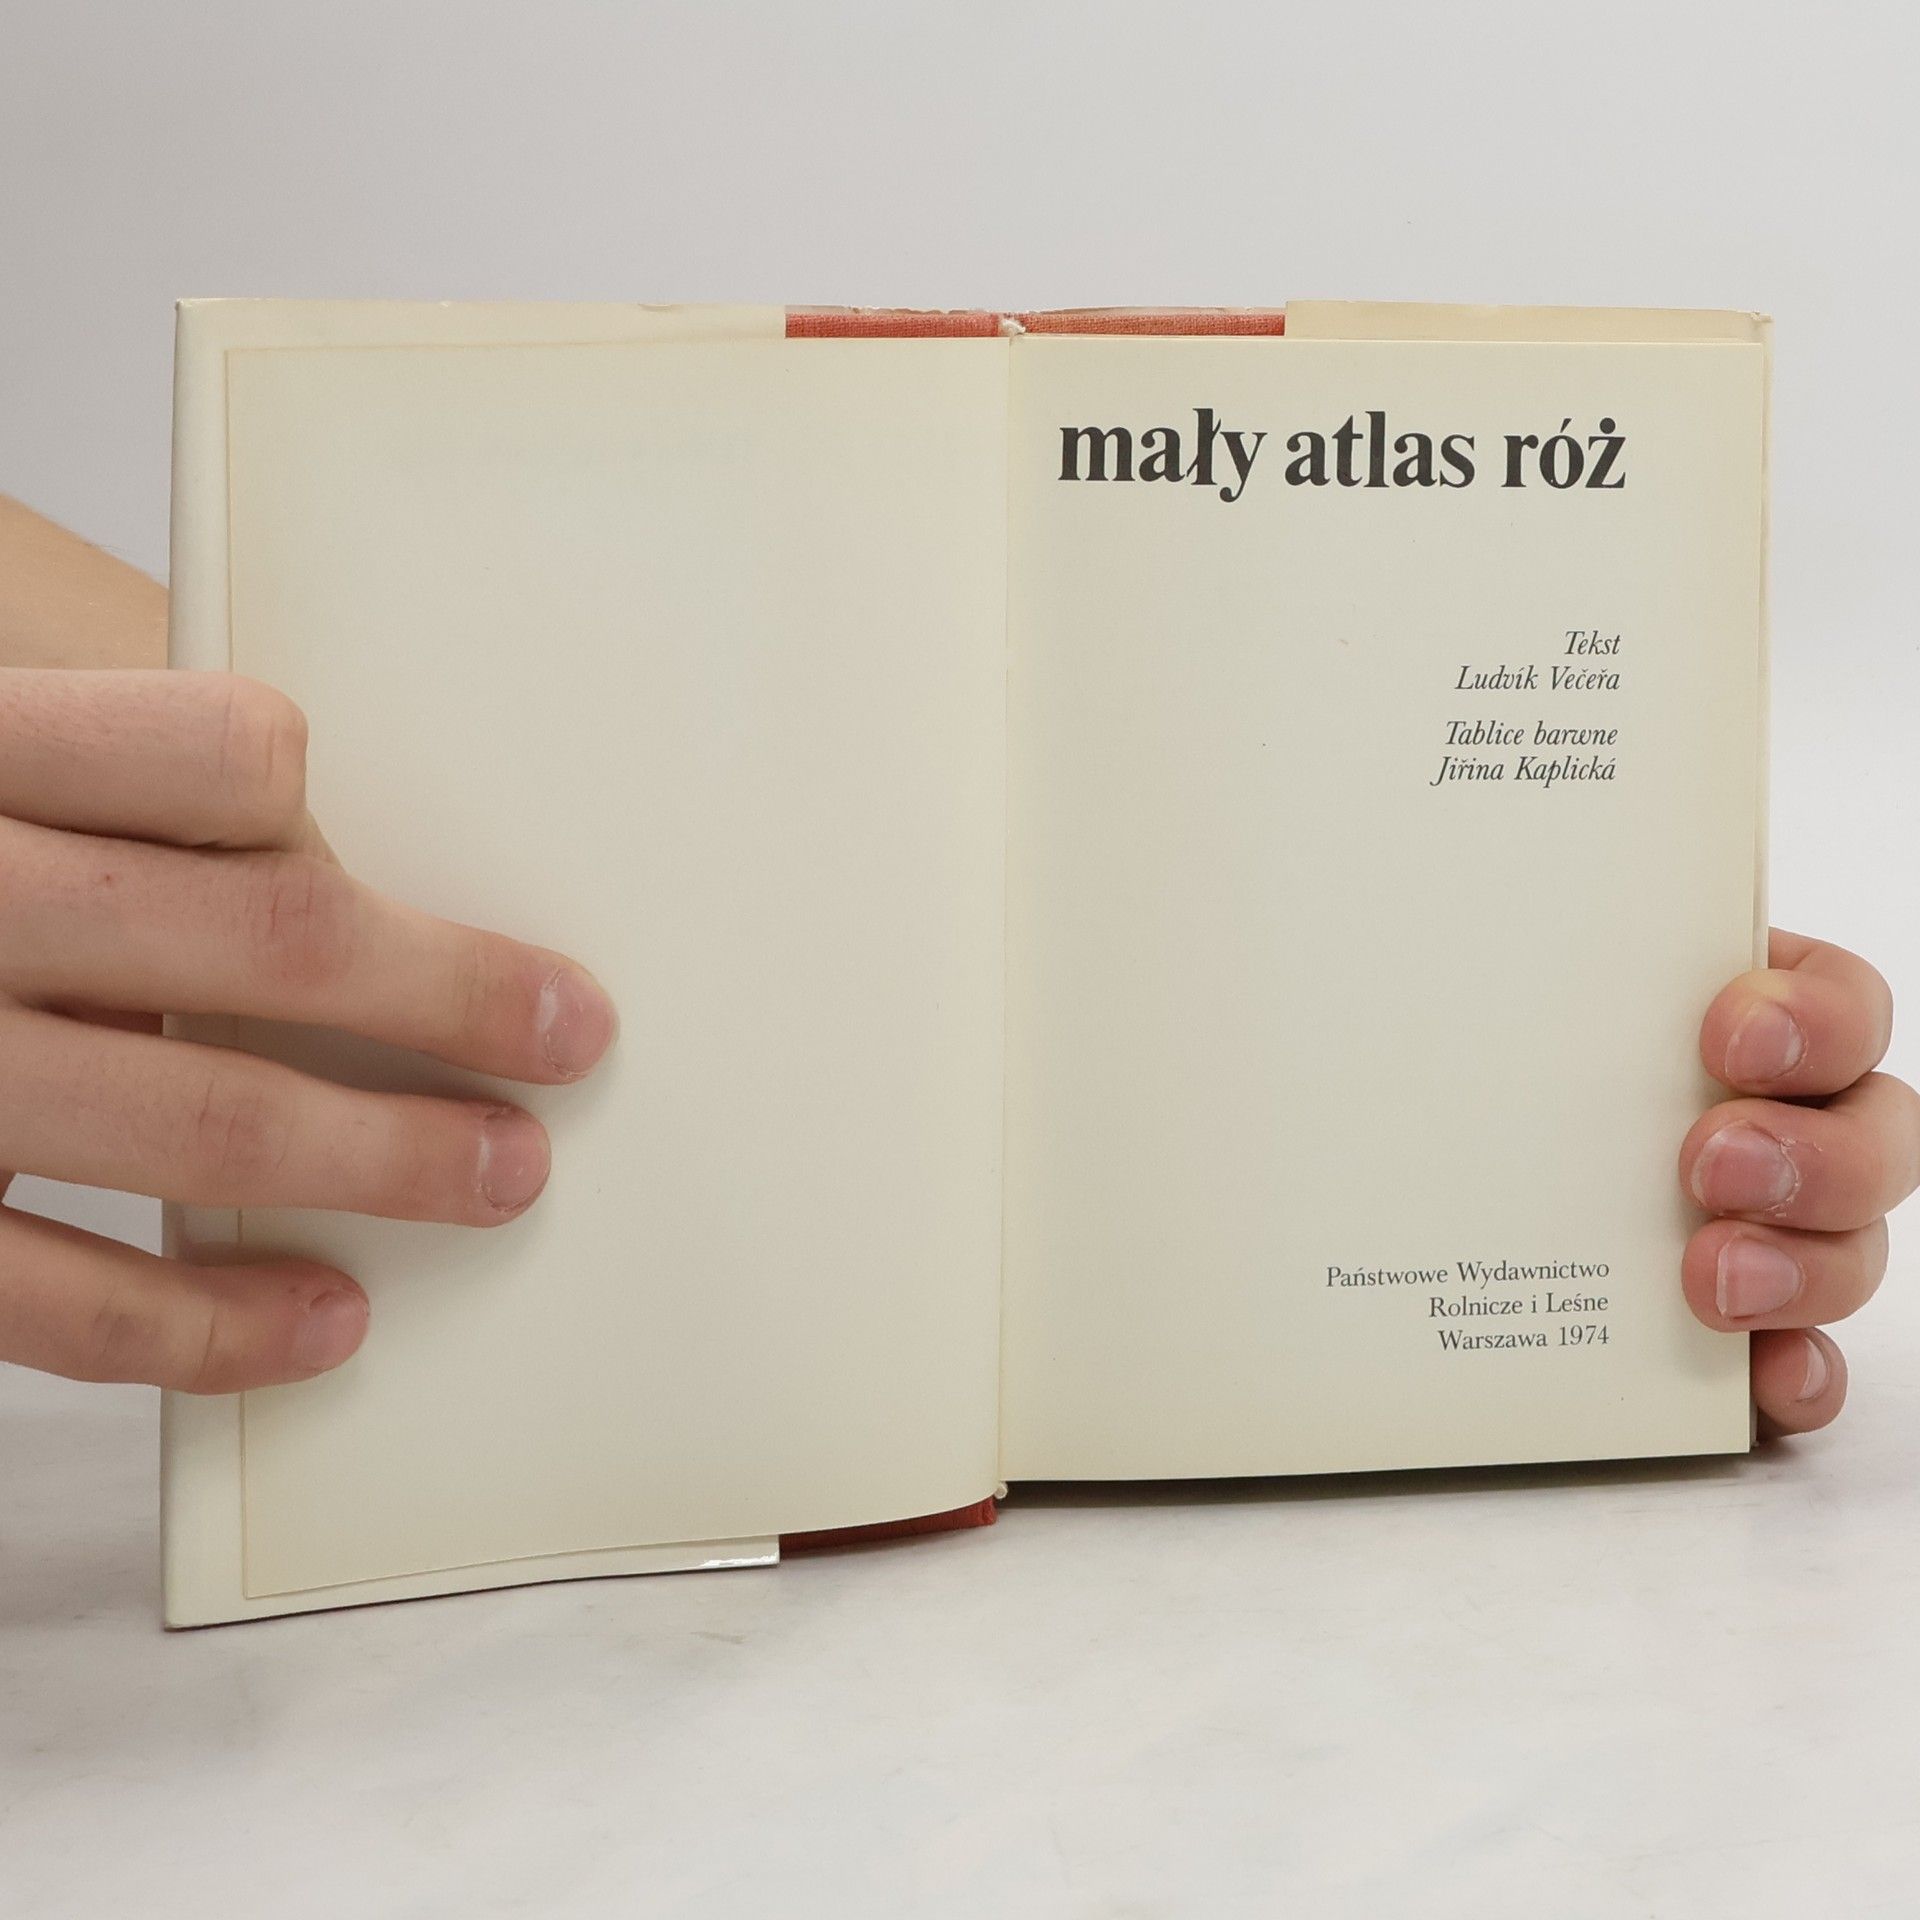 mały atlas róż
Tekst
Ludvík Večeřa
Tablice barwne
Jiřina Kaplická
Państwowe Wydawnictwo
Rolnicze i Leśne
Warszawa 1974